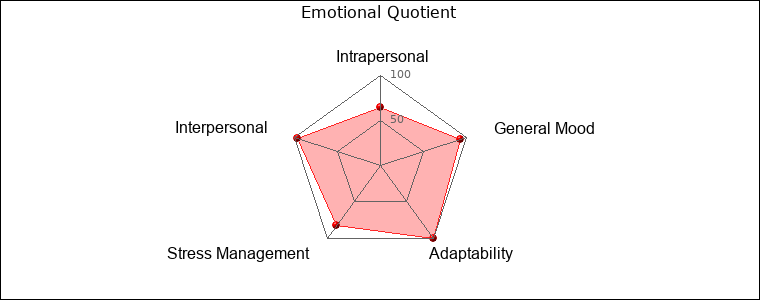 Emotional Quotient
Intrapersonal
100
50
Interpersonal
General Mood
Stress Management
Adaptability